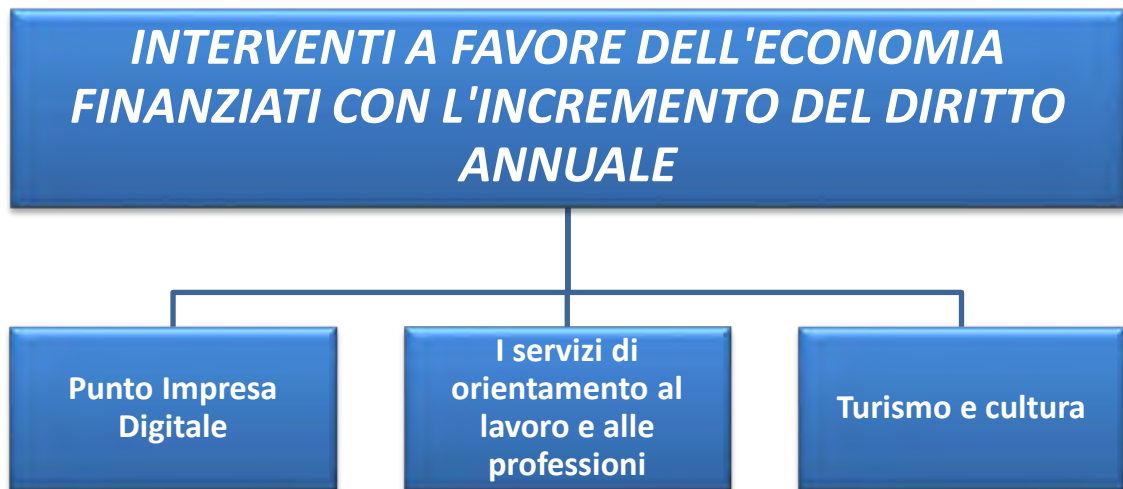 INTERVENTI A FAVORE DELL'ECONOMIA
FINANZIATI CON L'INCREMENTO DEL DIRITTO
ANNUALE
Punto Impresa
Digitale
I servizi di
orientamento al
lavoro e alle
professioni
Turismo e cultura